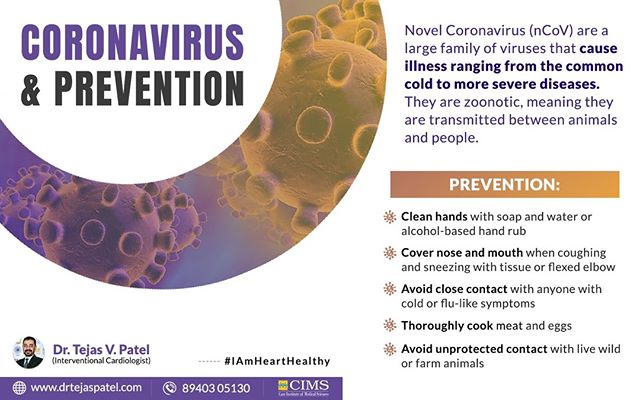 CORONAVIRUS
& PREVENTION
Novel Coronavirus (nCoV) are a
large family of viruses that cause
illness ranging from the common
cold to more severe diseases.
They are zoonotic, meaning they
are transmitted between animals
and people.
PREVENTION:
Clean hands with soap and water or
alcohol-based hand rub
Cover nose and mouth when coughing
and sneezing with tissue or flexed elbow
Avoid close contact with anyone with
cold or flu-like symptoms
Thoroughly cook meat and eggs
Avoid unprotected contact with live wild
or farm animals
Dr. Tejas V. Patel
(Interventional Cardiologist)
------ #IAmHeartHealthy
www.drtejaspatel.com
89403 05130
CIMS
Care Institute of Medical Sciences